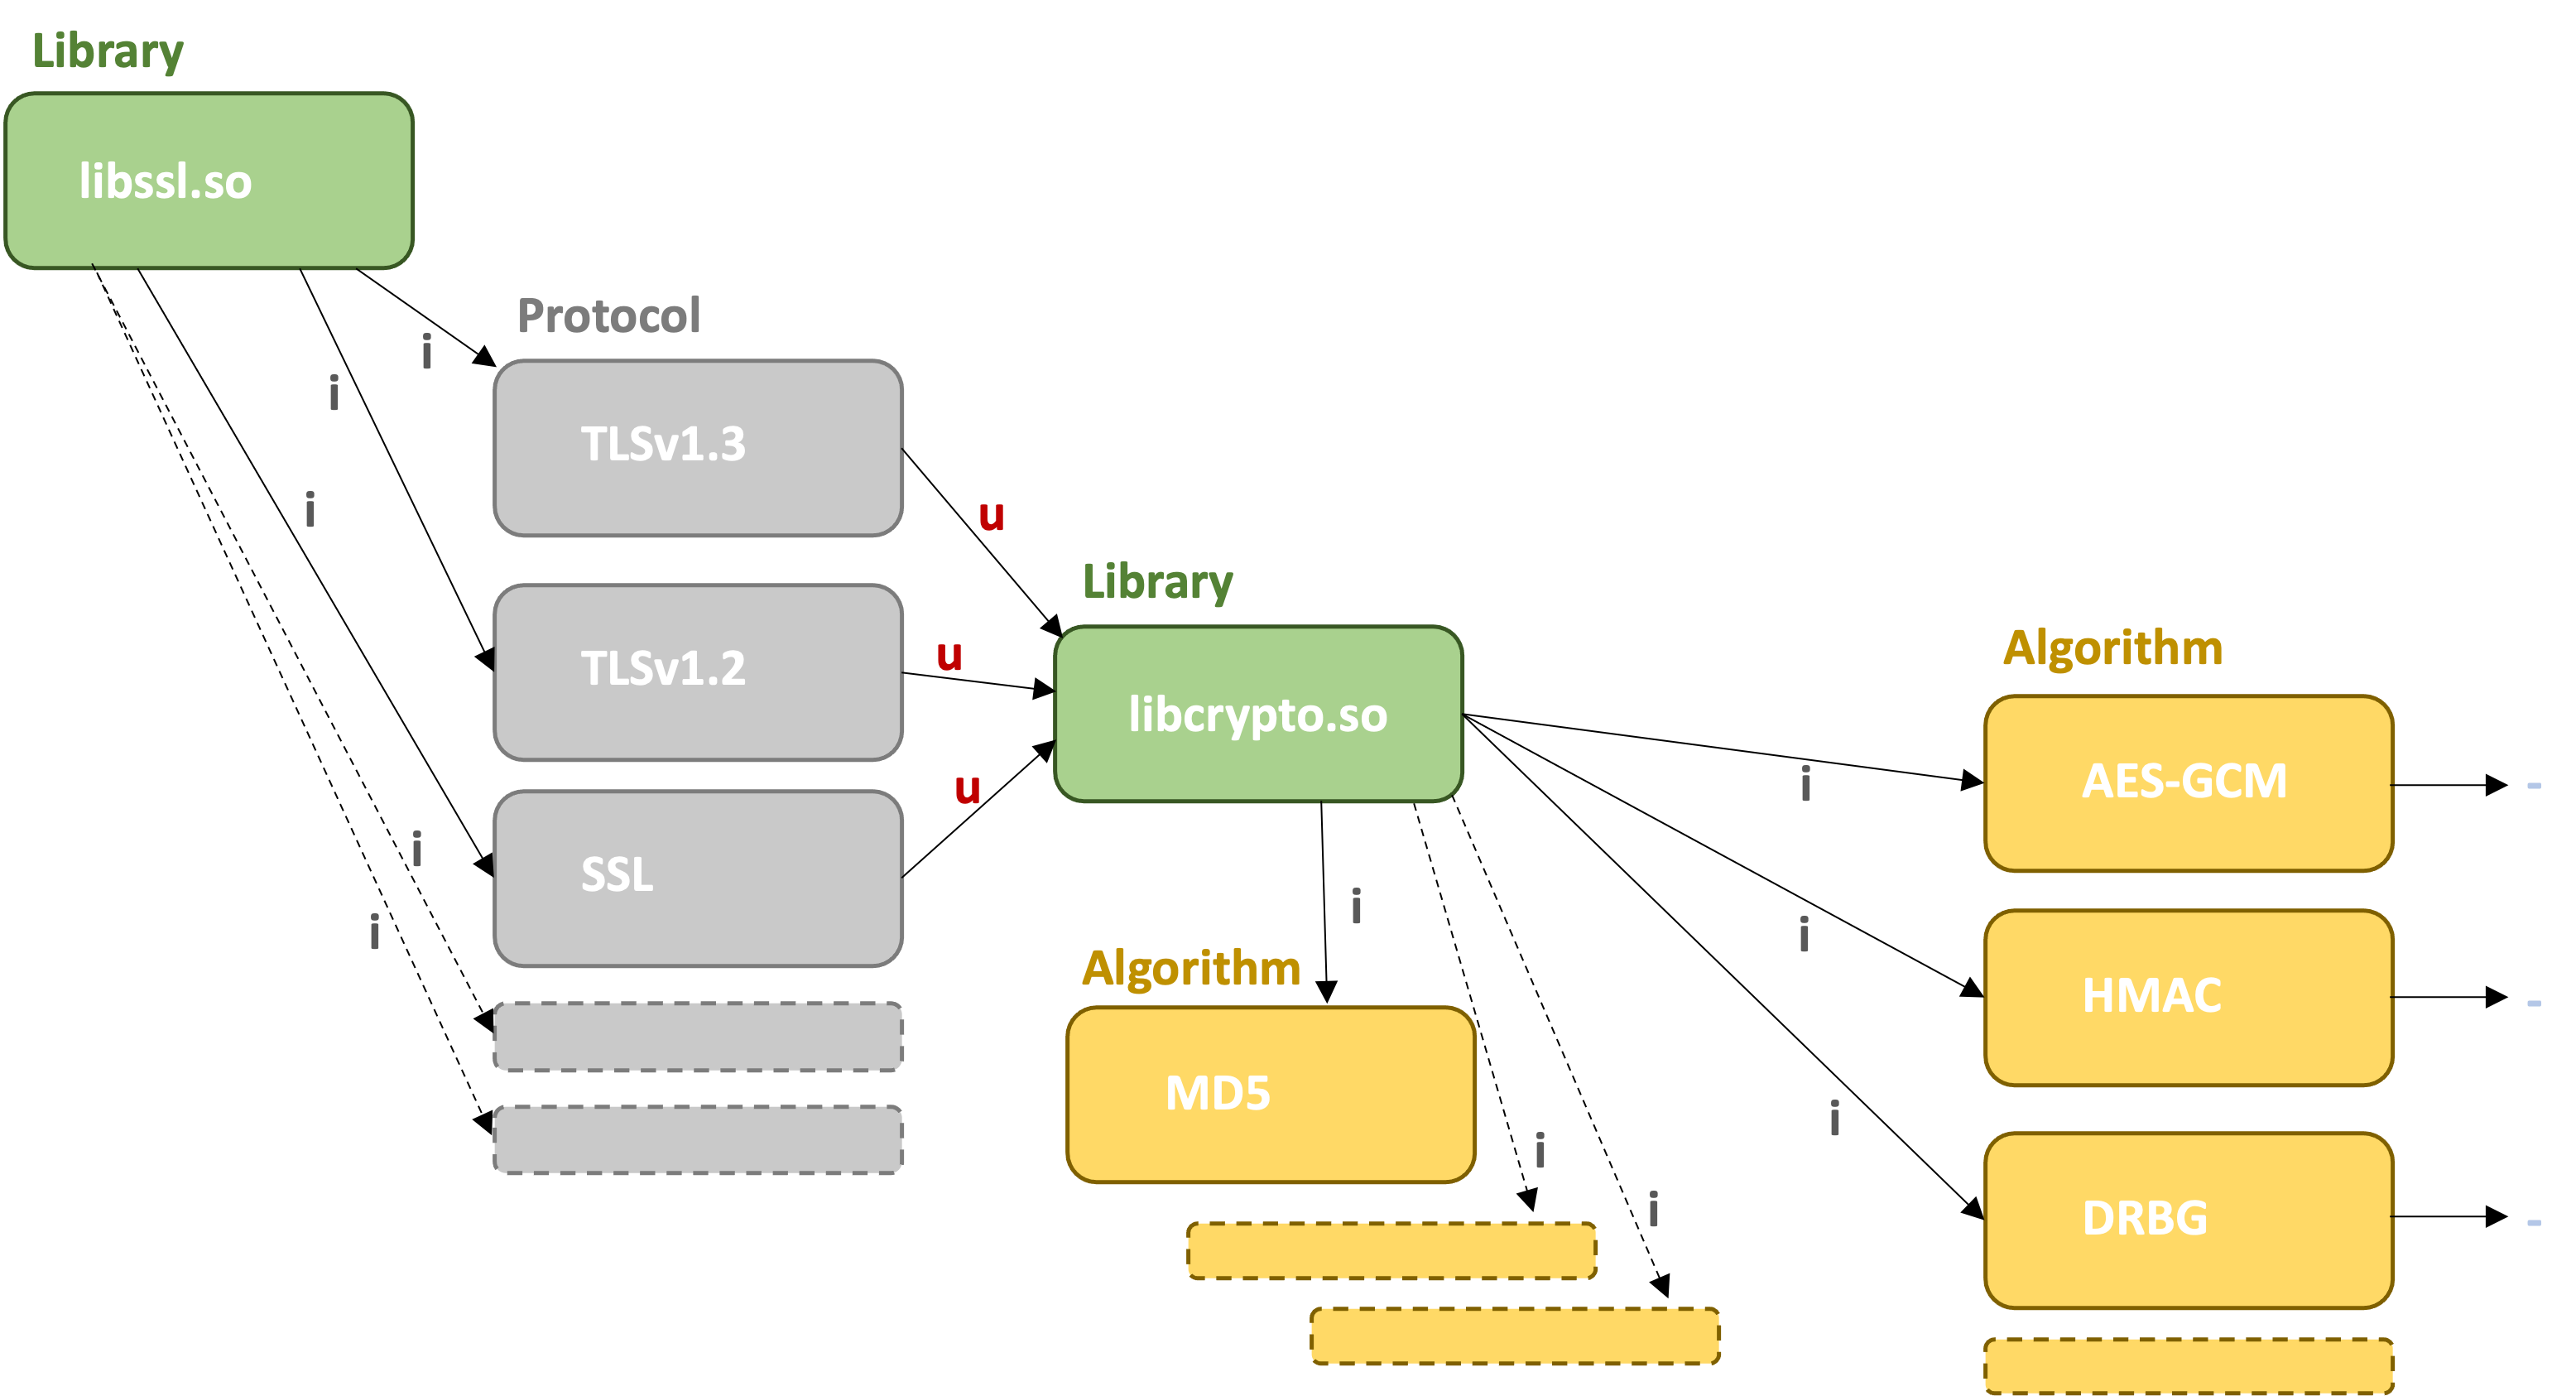 Library
libssl.so
i
i
i
i
i
Protocol
TLSv1.3
TLSv1.2
SSL
u
u
u
Library
libcrypto.so
i
Algorithm
MD5
i
i
i
i
i
Algorithm
AES-GCM
-
HMAC
-
DRBG
-